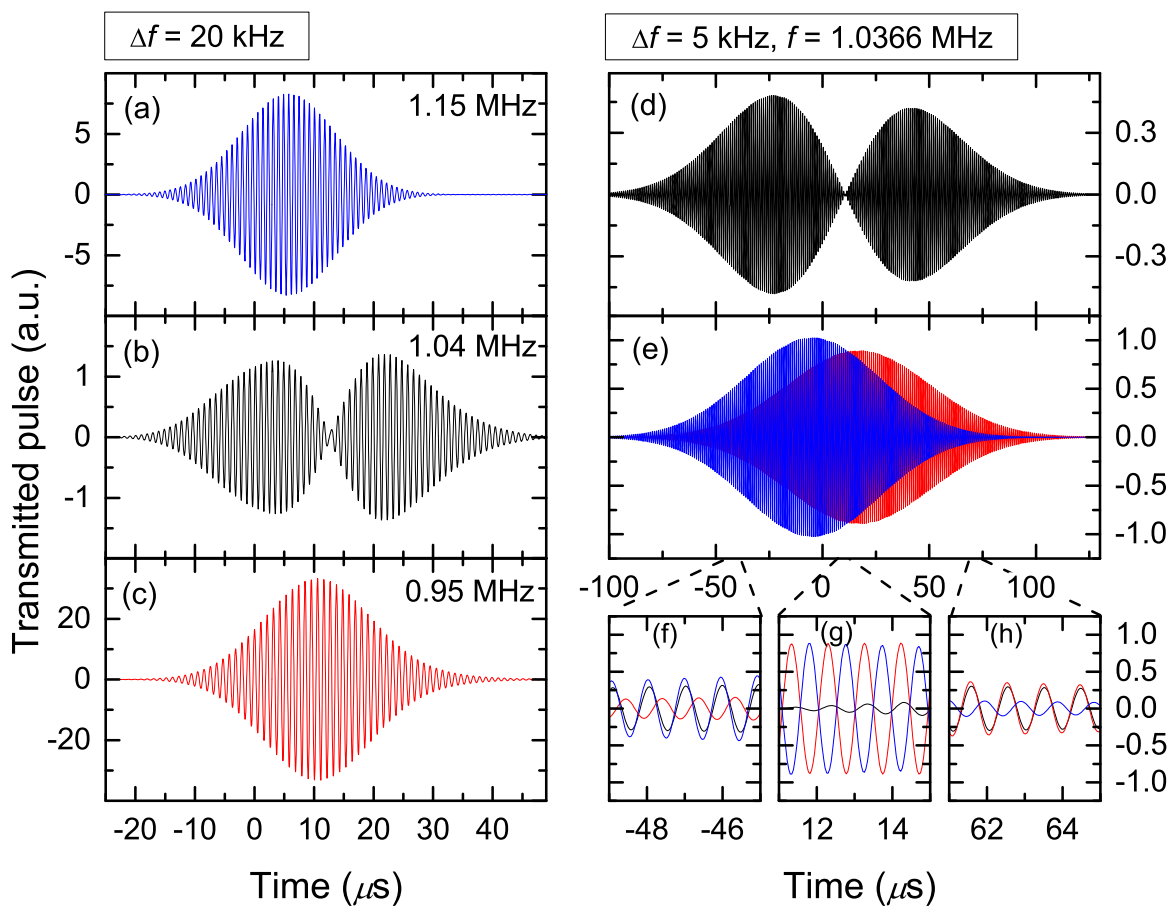 Δf = 20 kHz
Δf = 5 kHz, f = 1.0366 MHz
Transmitted pulse (a.u.)
(a)
1.15 MHz
5
0
-5
(b)
1.04 MHz
1
0
-1
(c)
0.95 MHz
20
0
-20
-20 -10 0 10 20 30 40
Time (μs)
(d)
0.3
0.0
-0.3
(e)
1.0
0.5
0.0
-0.5
-1.0
-100 -50 0 50 100
(f)
(g)
(h)
1.0
0.5
0.0
-0.5
-1.0
-48 -46
12 14
62 64
Time (μs)